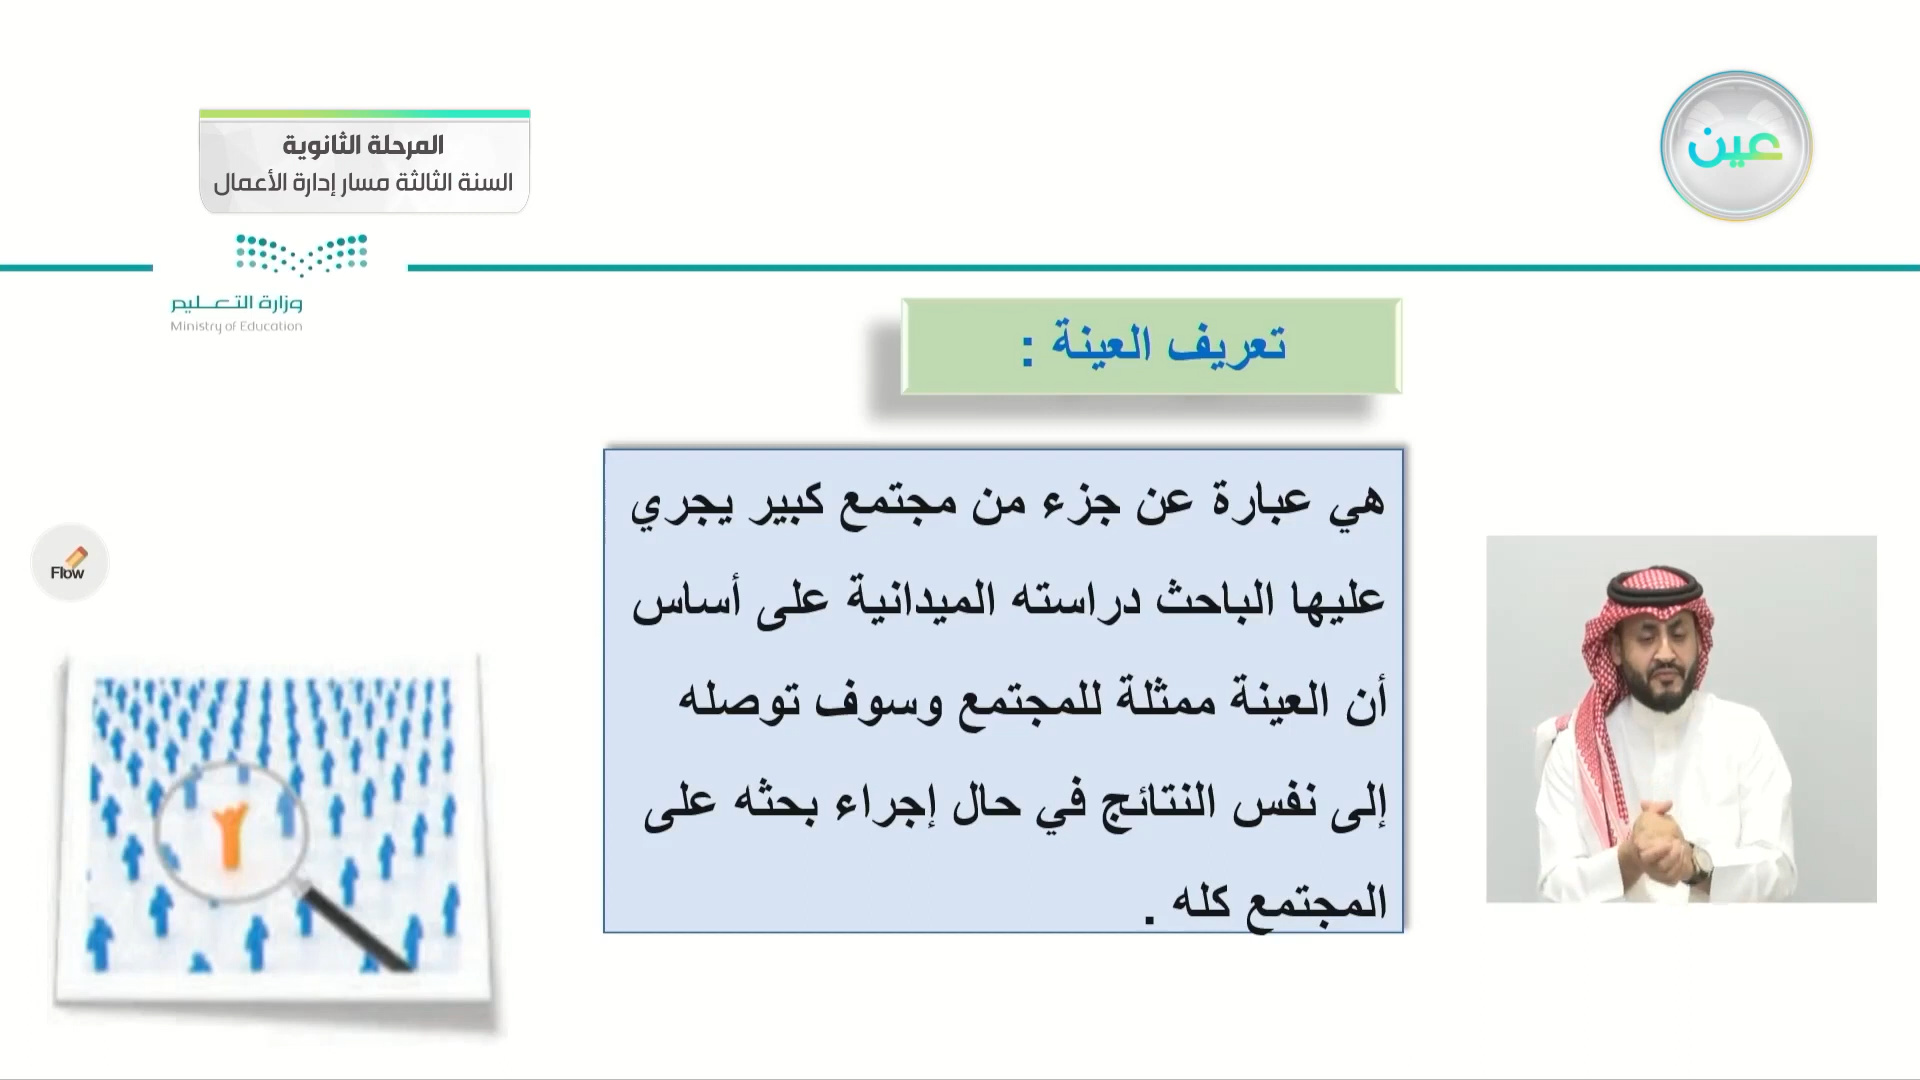 عين
المرحلة الثانوية
السنة الثالثة مسار إدارة الأعمال
وزارة التعليم
Ministry of Education
تعريف العينة :
هي عبارة عن جزء من مجتمع كبير يجري
عليها الباحث دراسته الميدانية على أساس
أن العينة ممثلة للمجتمع وسوف توصله
إلى نفس النتائج في حال إجراء بحثه على
المجتمع كله .
Flow